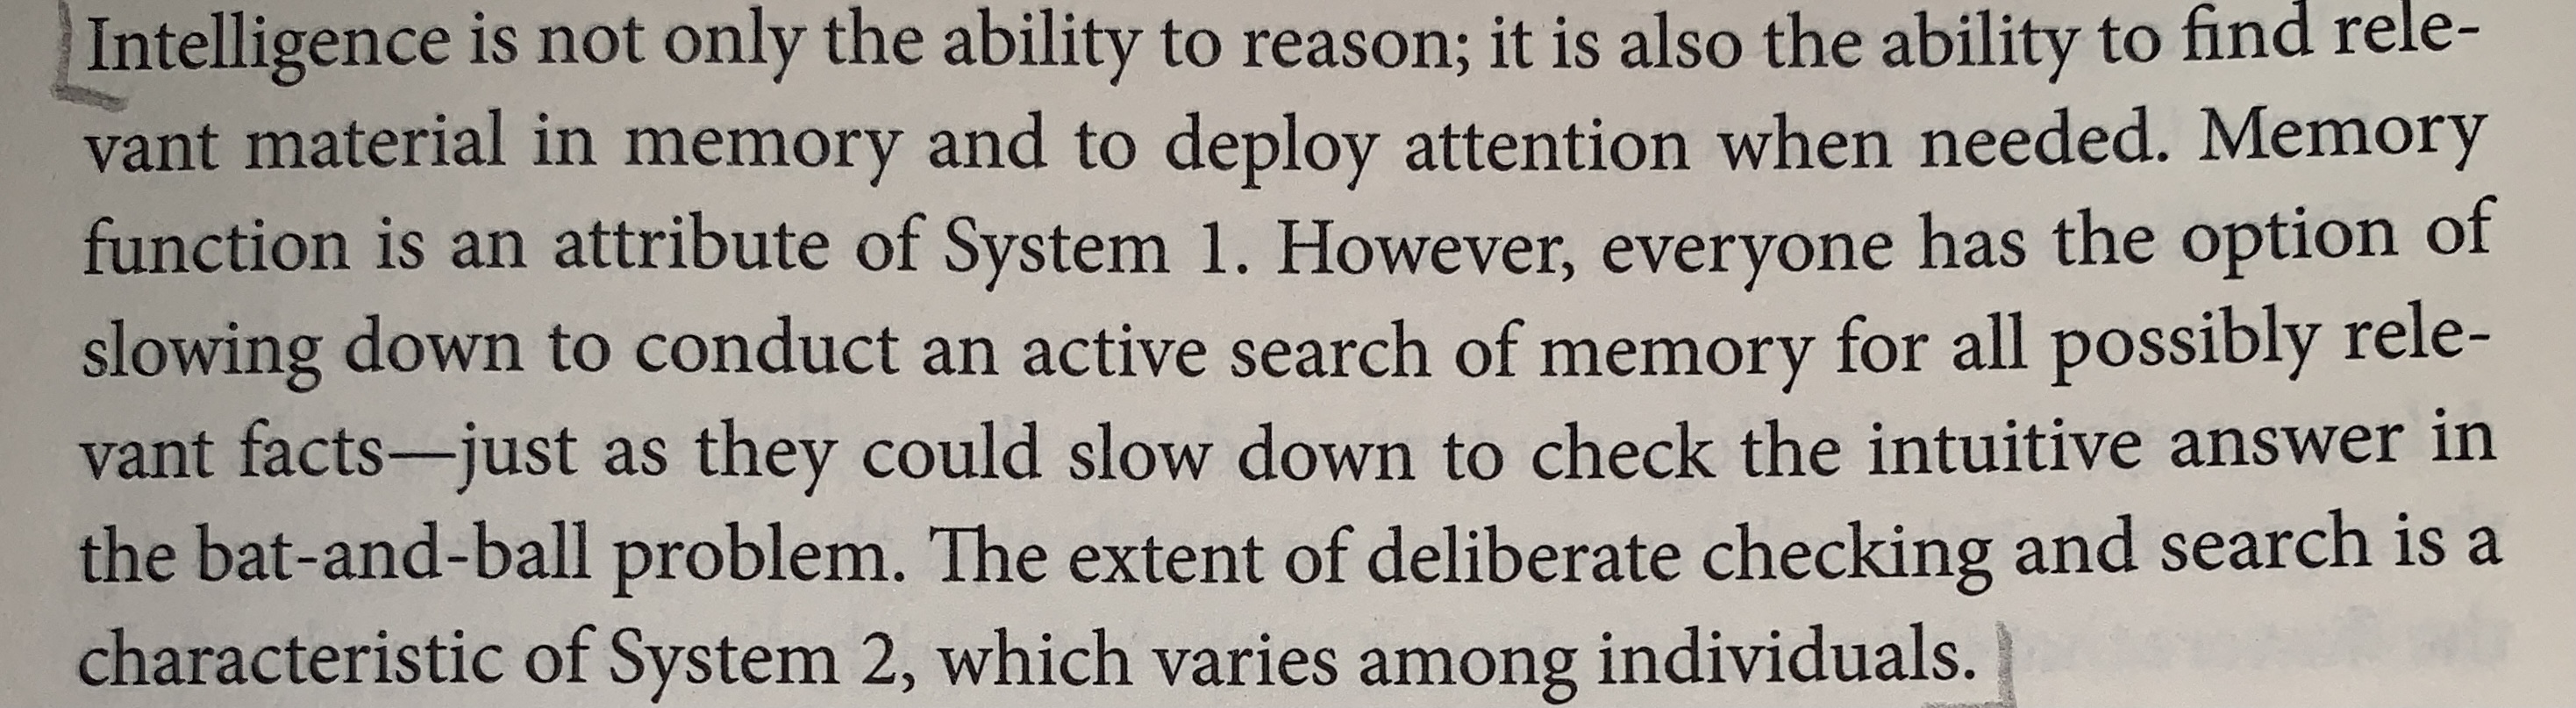 Intelligence is not only the ability to reason; it is also the ability to find rele-
vant material in memory and to deploy attention when needed. Memory
function is an attribute of System 1. However, everyone has the option of
slowing down to conduct an active search of memory for all possibly rele-
vant facts—just as they could slow down to check the intuitive answer in
the bat-and-ball problem. The extent of deliberate checking and search is a
characteristic of System 2, which varies among individuals.